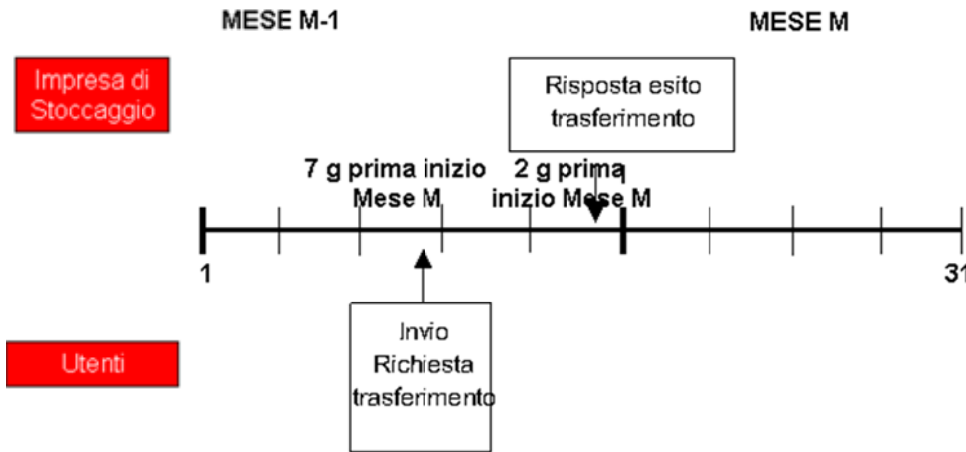 MESE M-1
MESE M
Impresa di
Stoccaggio
Risposta esito
trasferimento
7 g prima inizio
Mese M
2 g prima
inizio Mese M
1
31
Invio
Richiesta
trasferimento
Utenti